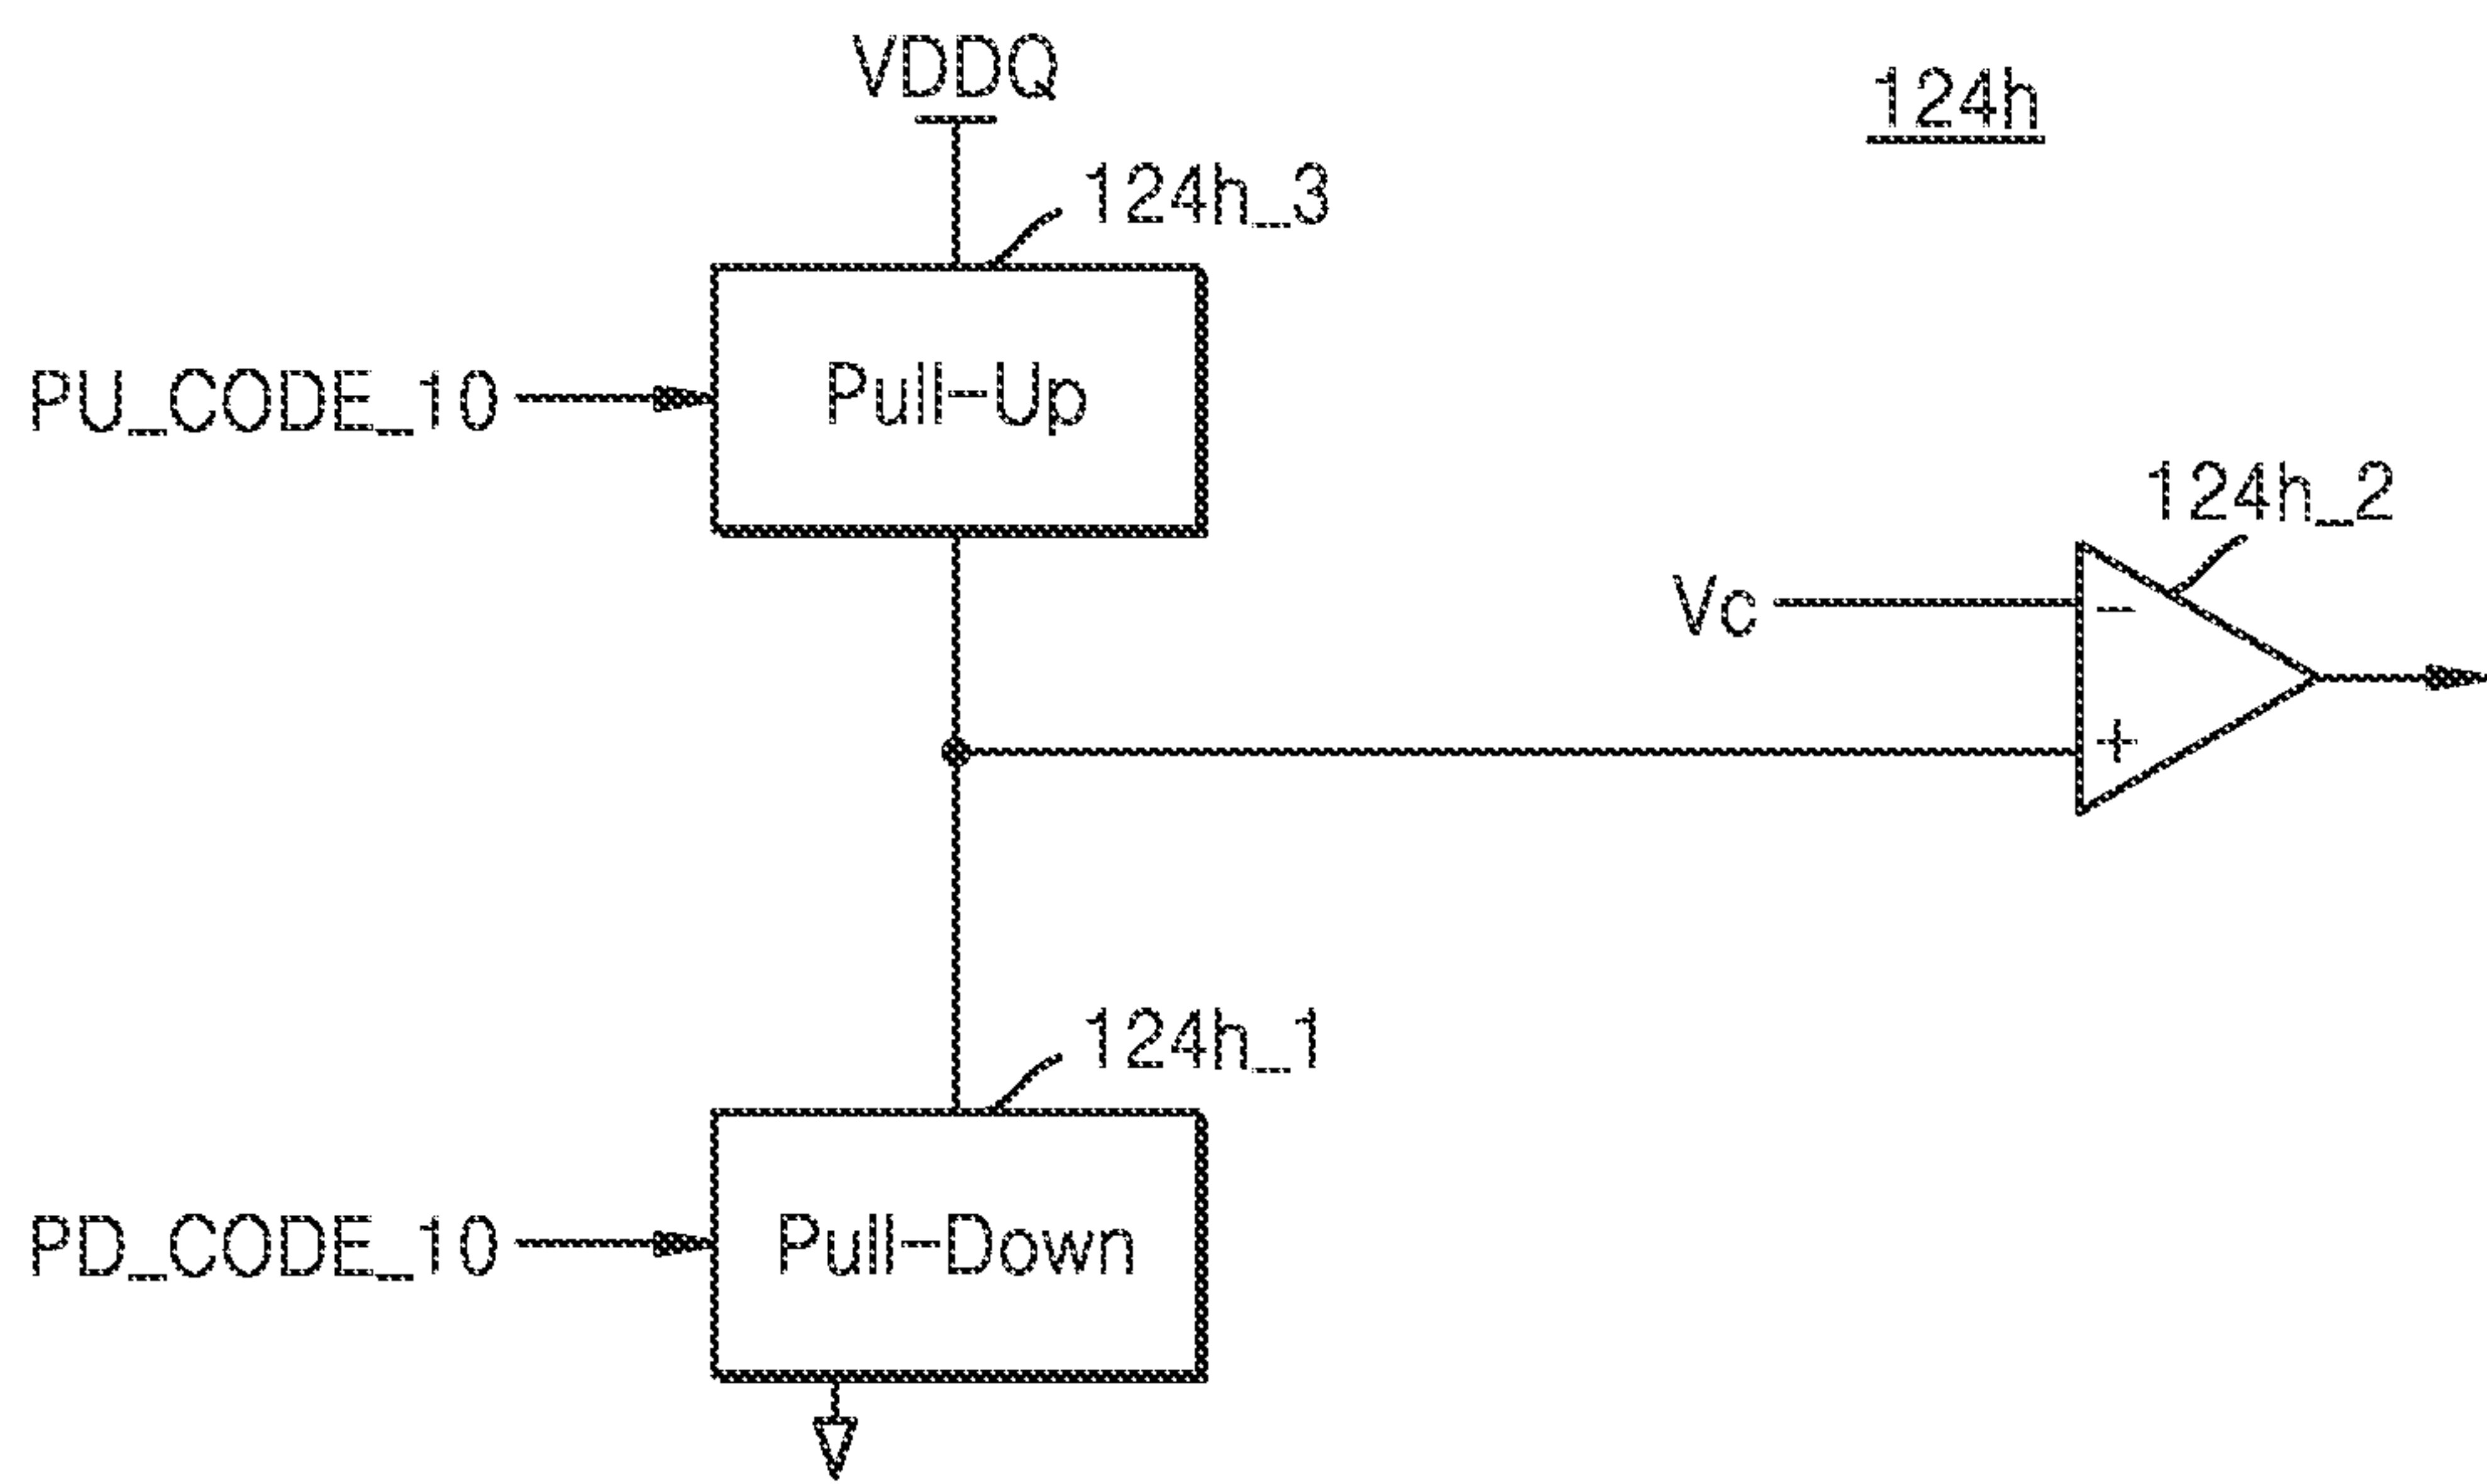 VDDQ
124h
124h_3
PU_CODE_10
Pull-Up
124h_2
Vc
-
+
124h_1
PD_CODE_10
Pull-Down